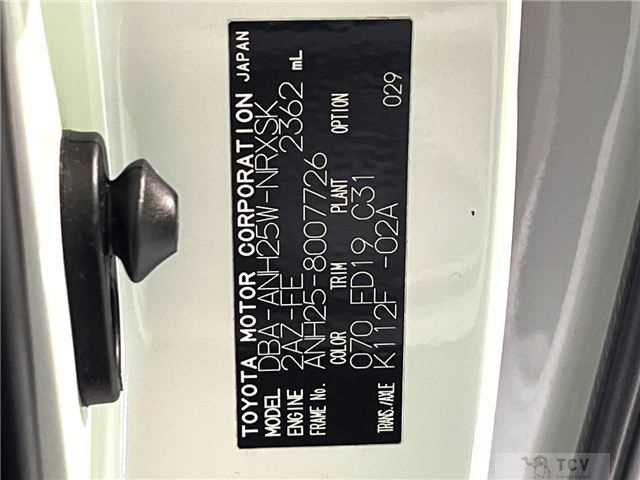 TOYOTA MOTOR CORPORATION JAPAN
MODEL DBA-ANH25W-NRXSK
ENGINE 2AZ-FE 2362 mL
FRAME No. ANH25-8007726
COLOR TRIM PLANT OPTION
070 FD19 C31 029
TRANS./AXLE K112F -02A
TCV